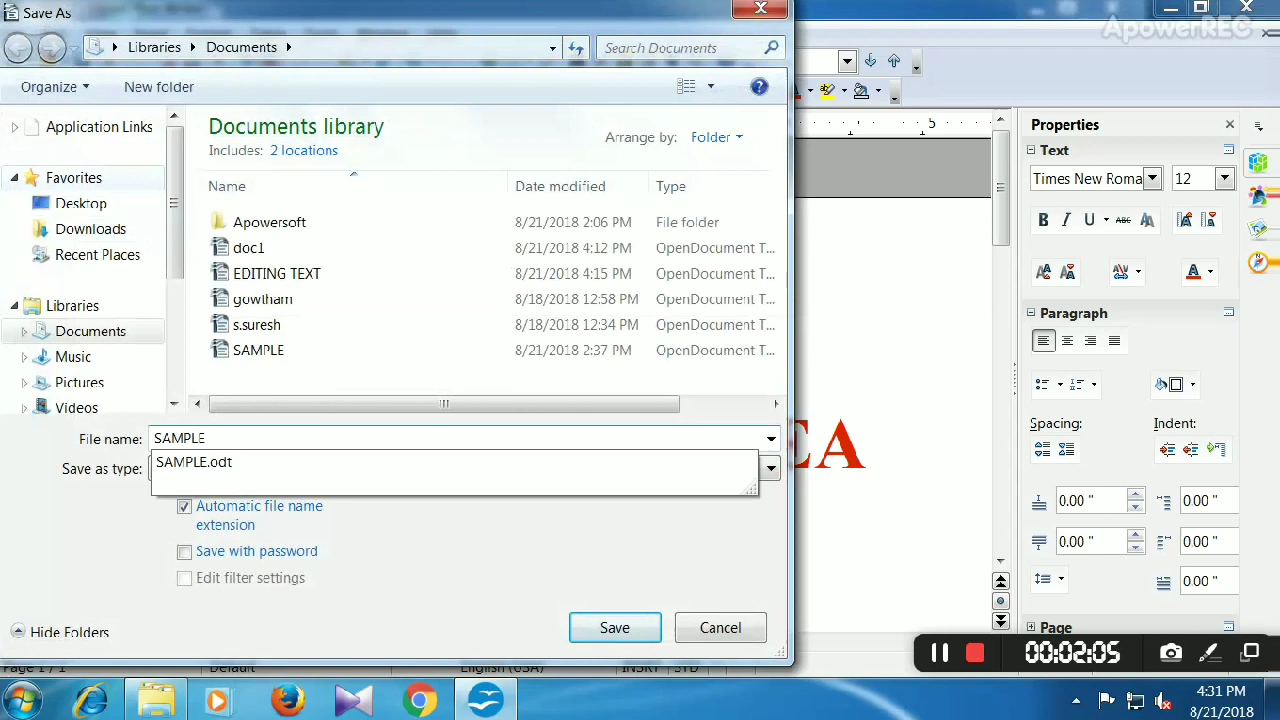 Save As
ApowerREC
Libraries
Documents
Search Documents
Organize
New folder
Application Links
Favorites
Desktop
Downloads
Recent Places
Libraries
Documents
Music
Pictures
Videos
Documents library
Includes: 2 locations
Arrange by: Folder
Name Date modified Type
Apowersoft 8/21/2018 2:06 PM File folder
doc1 8/21/2018 4:12 PM OpenDocument T...
EDITING TEXT 8/21/2018 4:15 PM OpenDocument T...
gowtham 8/18/2018 12:58 PM OpenDocument T...
s.suresh 8/18/2018 12:34 PM OpenDocument T...
SAMPLE 8/21/2018 2:37 PM OpenDocument T...
File name: SAMPLE
SAMPLE.odt
Save as type:
Automatic file name
extension
Save with password
Edit filter settings
Hide Folders
Save
Cancel
5
EA
Properties
Text
Times New Roma
12
B I U ABC
Paragraph
Spacing:
Indent:
0.00 "
0.00 "
0.00 "
0.00 "
0.00 "
Page
Page 1 / 1 Default English (USA) INSRT STD
00:02:05
4:31 PM
8/21/2018